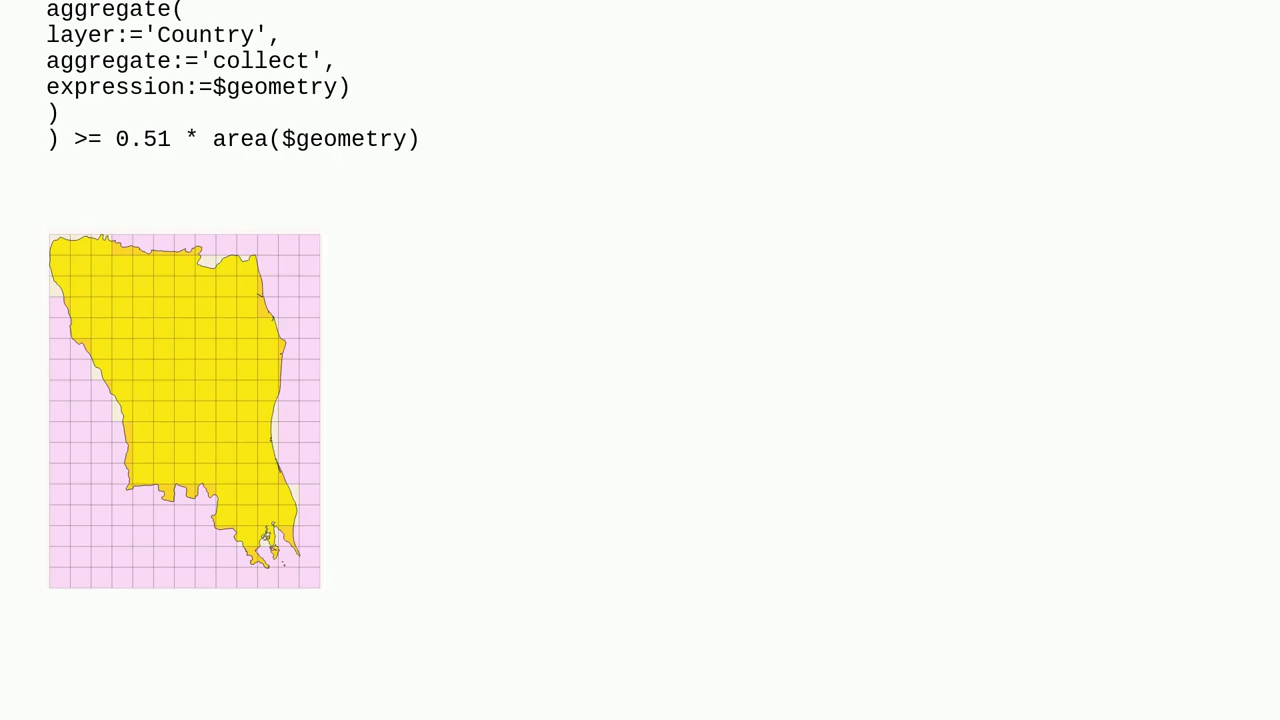 aggregate(
layer:='Country',
aggregate:='collect',
expression:=$geometry)
)
) >= 0.51 * area($geometry)